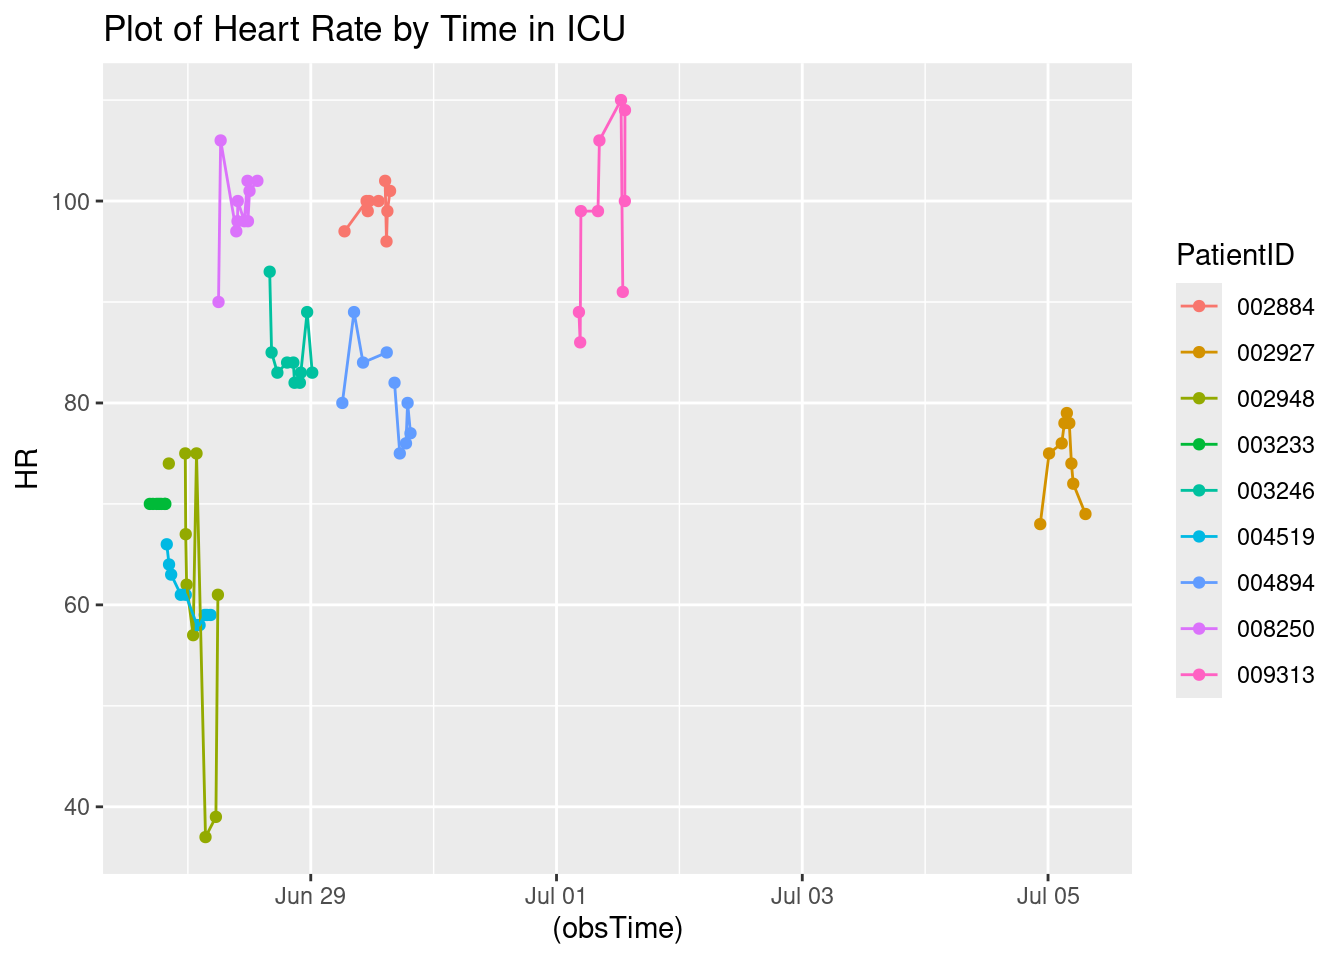 Plot of Heart Rate by Time in ICU
HR
100
80
60
40
Jun 29
Jul 01
Jul 03
Jul 05
(obsTime)
PatientID
002884
002927
002948
003233
003246
004519
004894
008250
009313